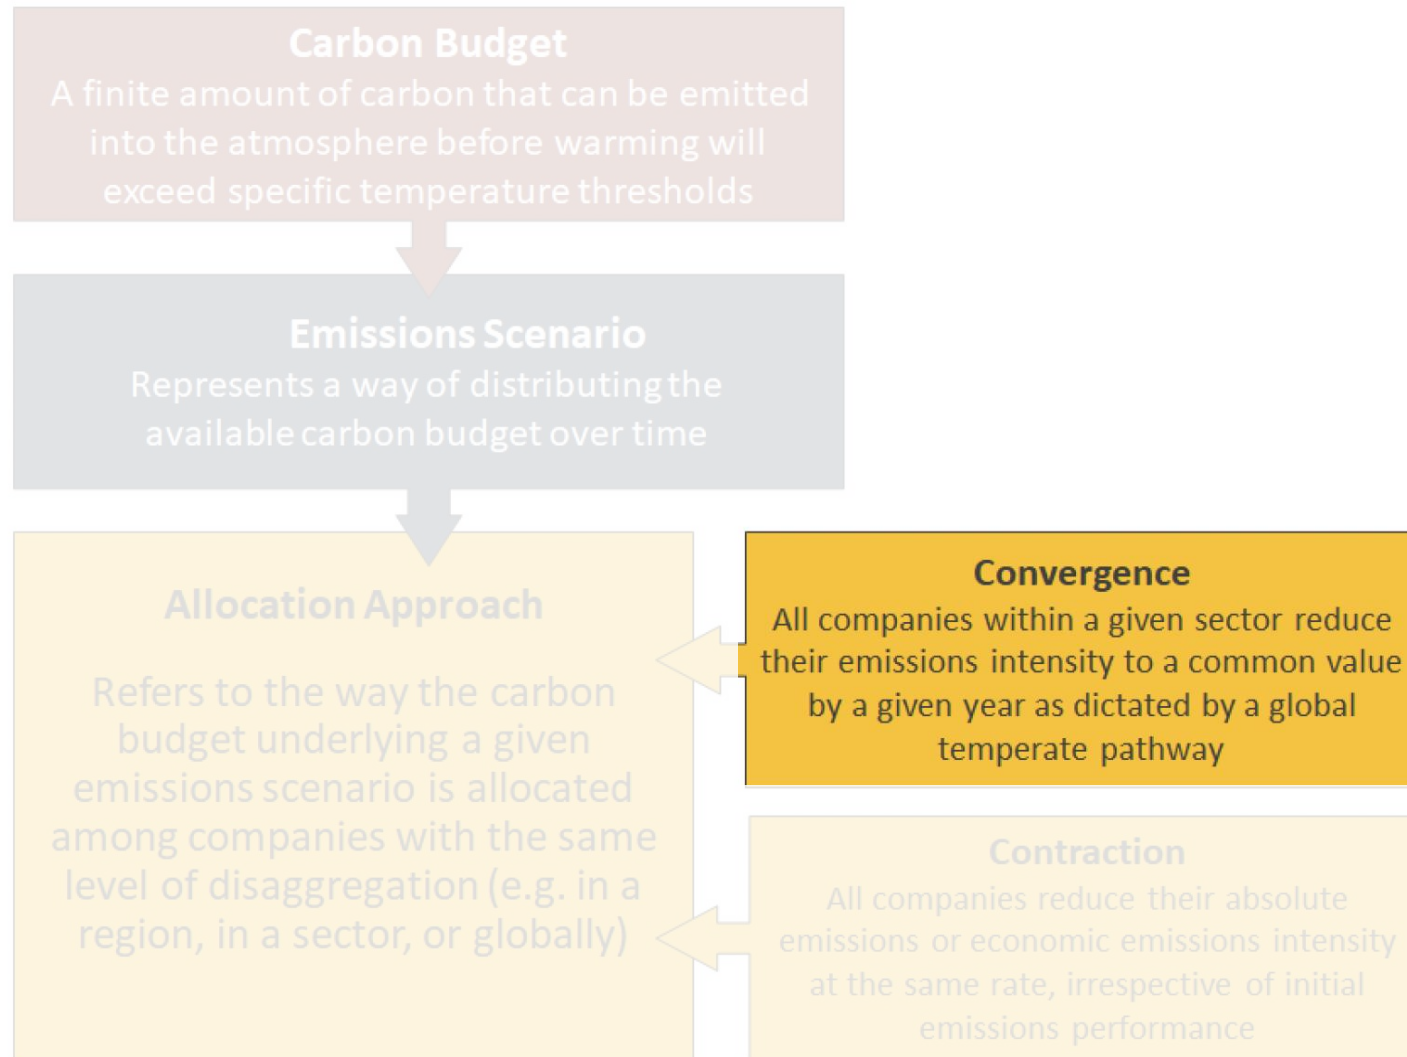 Carbon Budget
A finite amount of carbon that can be emitted
into the atmosphere before warming will
exceed specific temperature thresholds
Emissions Scenario
Represents a way of distributing the
available carbon budget over time
Allocation Approach
Refers to the way the carbon
budget underlying a given
emissions scenario is allocated
among companies with the same
level of disaggregation (e.g. in a
region, in a sector, or globally)
Convergence
All companies within a given sector reduce
their emissions intensity to a common value
by a given year as dictated by a global
temperate pathway
Contraction
All companies reduce their absolute
emissions or economic emissions intensity
at the same rate, irrespective of initial
emissions performance